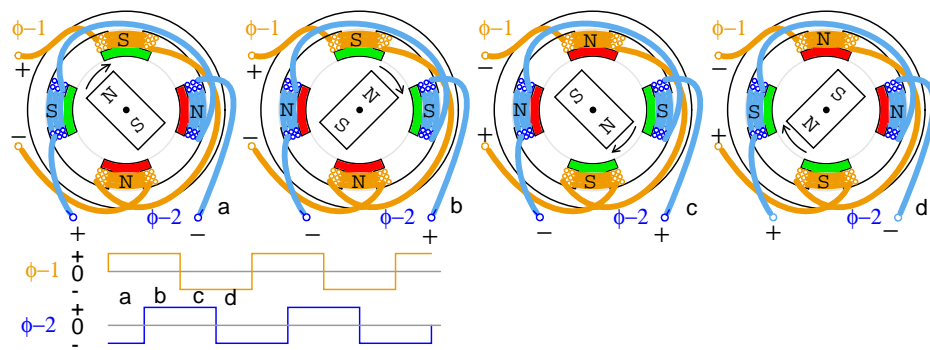 ϕ−1 ϕ−1 ϕ−1 ϕ−1
S S N N
+ + − −
N N N N
S N N S S N S S
S S S S
− − + +
N N S S
ϕ−2 a ϕ−2 b ϕ−2 c ϕ−2 d
+ − − + − + + −
ϕ−1 + 0 -
a b c d
ϕ−2 + 0 -